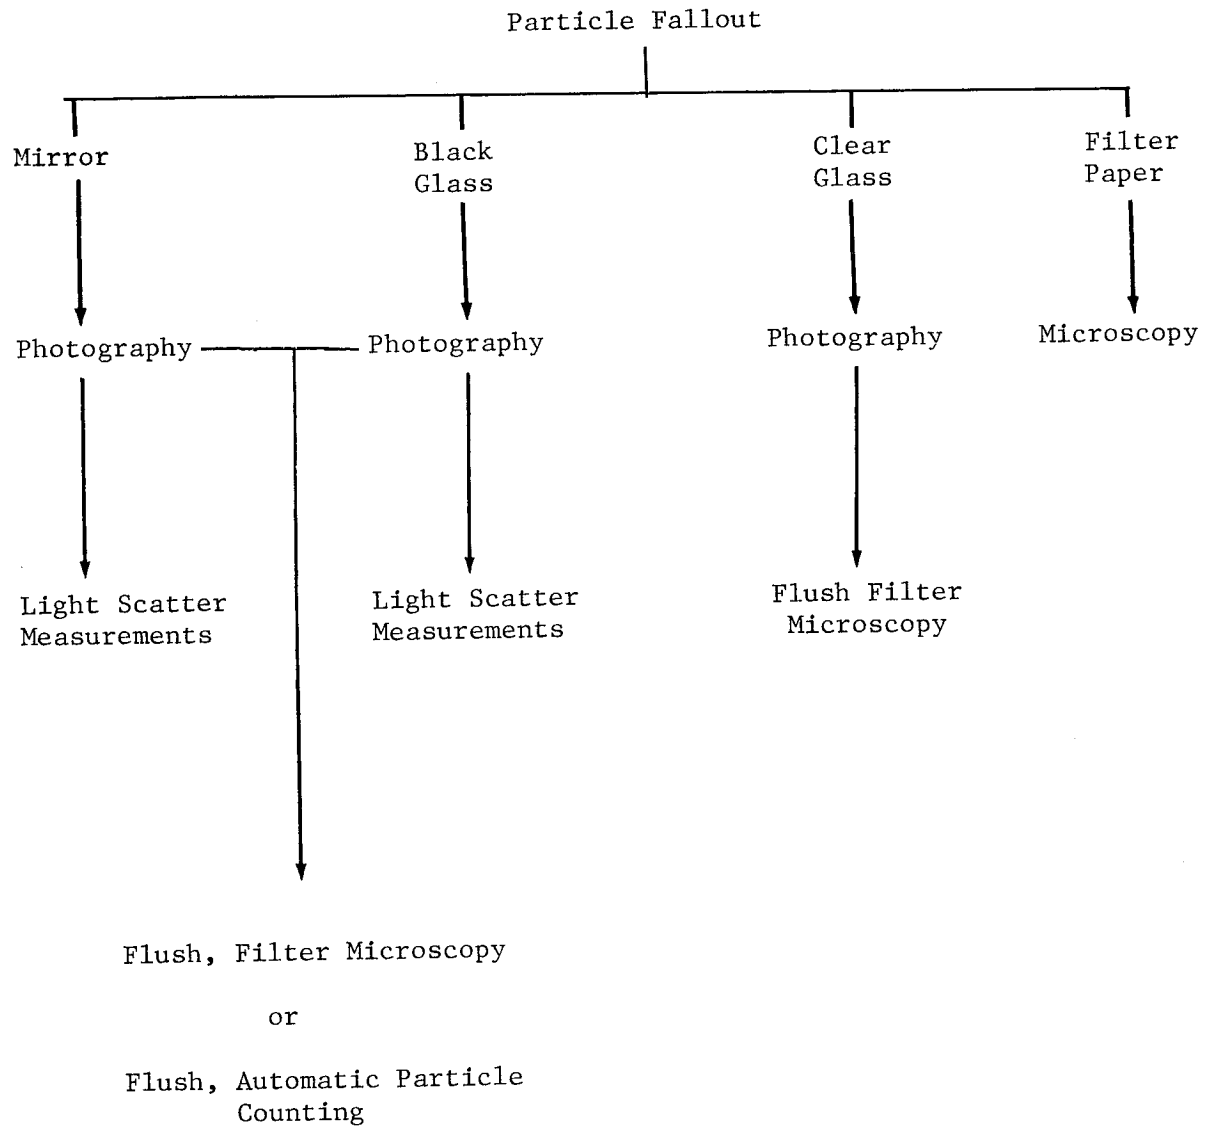 Particle Fallout
Mirror
Black
Glass
Clear
Glass
Filter
Paper
Photography
Photography
Photography
Microscopy
Light Scatter
Measurements
Light Scatter
Measurements
Flush Filter
Microscopy
Flush, Filter Microscopy
or
Flush, Automatic Particle
Counting